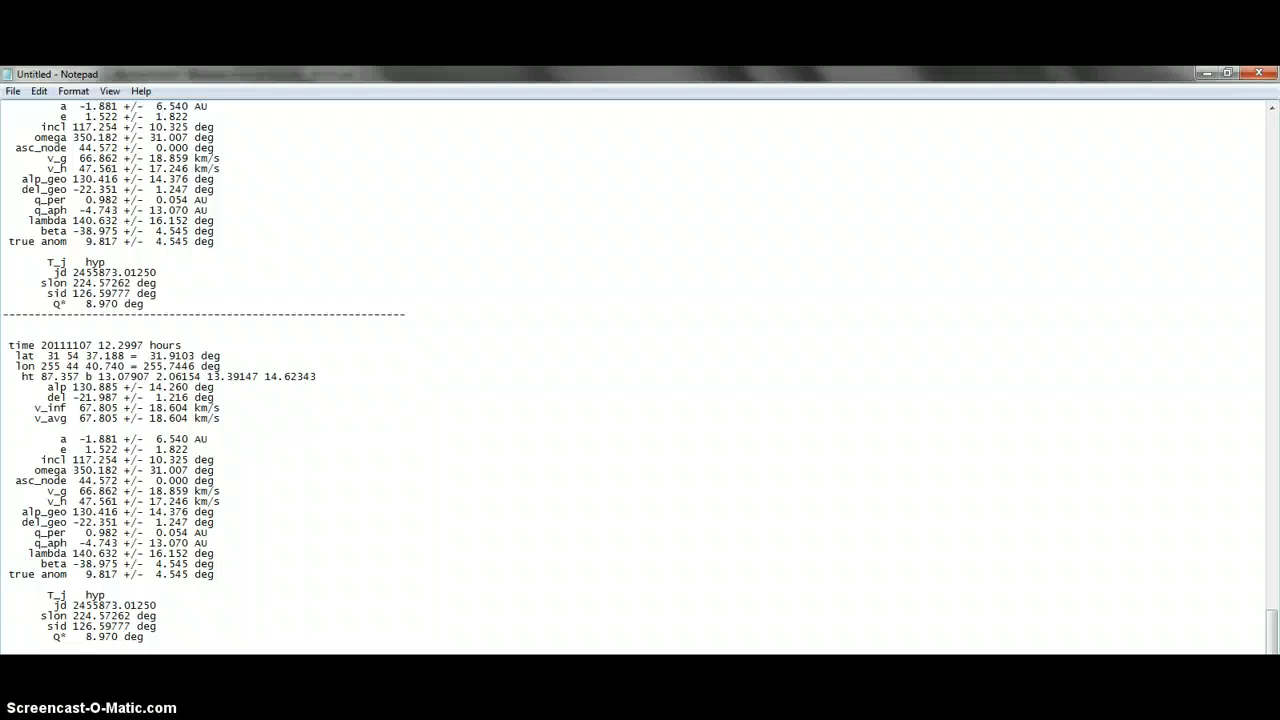 Untitled - Notepad
File Edit Format View Help
a -1.881 +/- 6.540 AU
e 1.522 +/- 1.822
incl 117.254 +/- 10.325 deg
omega 350.182 +/- 31.007 deg
asc_node 44.572 +/- 0.000 deg
v_g 66.862 +/- 18.859 km/s
v_h 47.561 +/- 17.246 km/s
alp_geo 130.416 +/- 14.376 deg
del_geo -22.351 +/- 1.247 deg
q_per 0.982 +/- 0.054 AU
q_aph -4.743 +/- 13.070 AU
lambda 140.632 +/- 16.152 deg
beta -38.975 +/- 4.545 deg
true anom 9.817 +/- 4.545 deg
T_j hyp
jd 2455873.01250
slon 224.57262 deg
sid 126.59777 deg
Q* 8.970 deg
---------------------------------------------------------------
time 20111107 12.2997 hours
lat 31 54 37.188 = 31.9103 deg
lon 255 44 40.740 = 255.7446 deg
ht 87.357 b 13.07907 2.06154 13.39147 14.62343
alp 130.885 +/- 14.260 deg
del -21.987 +/- 1.216 deg
v_inf 67.805 +/- 18.604 km/s
v_avg 67.805 +/- 18.604 km/s
a -1.881 +/- 6.540 AU
e 1.522 +/- 1.822
incl 117.254 +/- 10.325 deg
omega 350.182 +/- 31.007 deg
asc_node 44.572 +/- 0.000 deg
v_g 66.862 +/- 18.859 km/s
v_h 47.561 +/- 17.246 km/s
alp_geo 130.416 +/- 14.376 deg
del_geo -22.351 +/- 1.247 deg
q_per 0.982 +/- 0.054 AU
q_aph -4.743 +/- 13.070 AU
lambda 140.632 +/- 16.152 deg
beta -38.975 +/- 4.545 deg
true anom 9.817 +/- 4.545 deg
T_j hyp
jd 2455873.01250
slon 224.57262 deg
sid 126.59777 deg
Q* 8.970 deg
Screencast-O-Matic.com